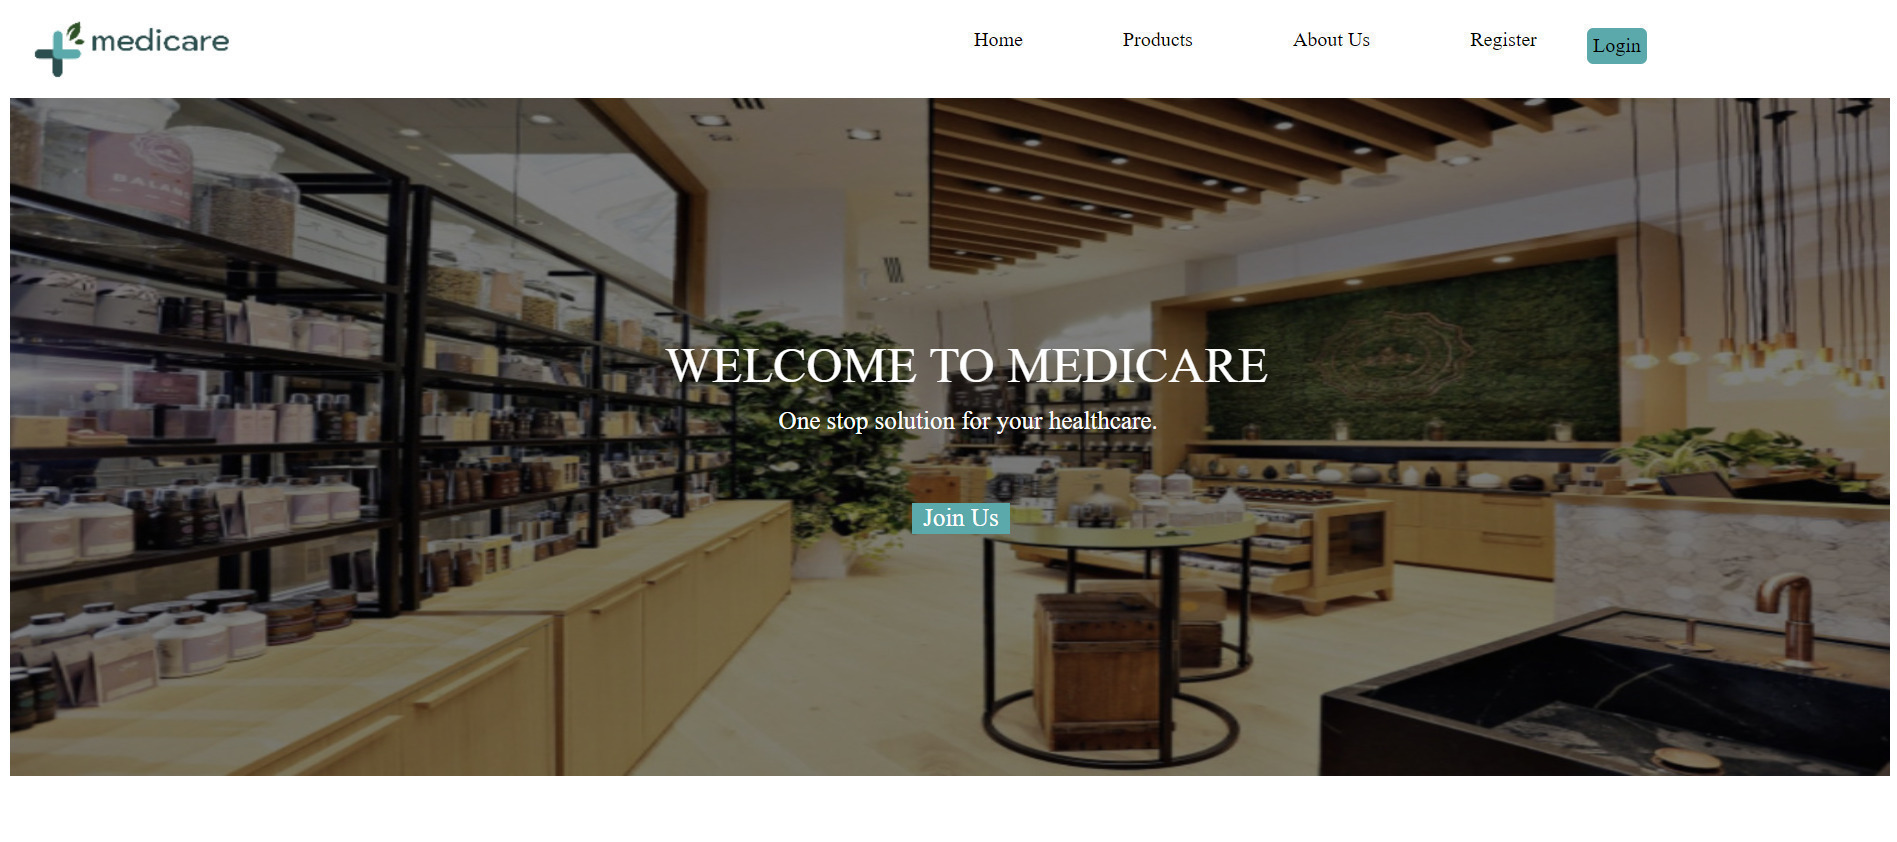 medicare
Home Products About Us Register Login
WELCOME TO MEDICARE
One stop solution for your healthcare.
Join Us